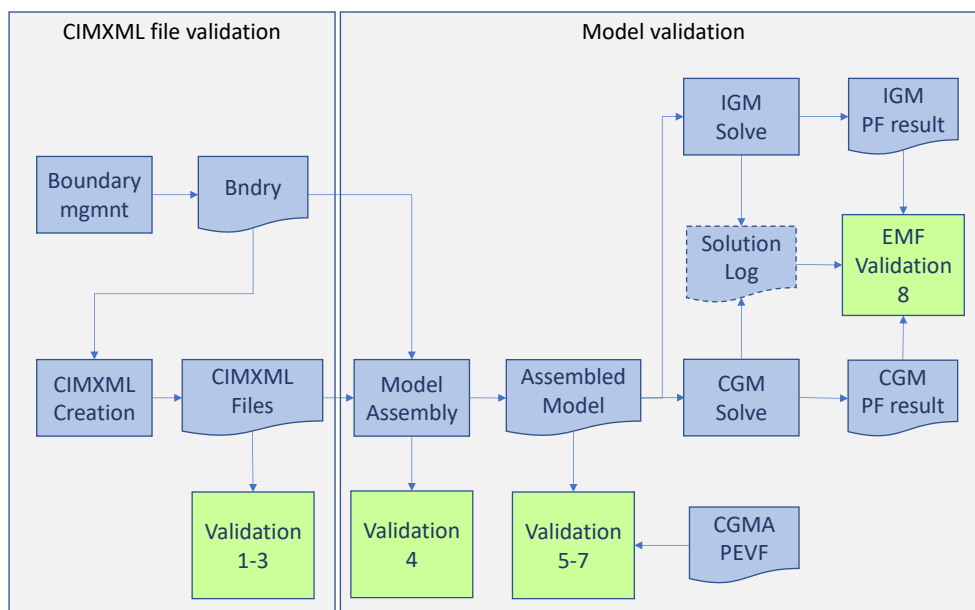 CIMXML file validation
Model validation
IGM
Solve
IGM
PF result
Boundary
mgmnt
Bndry
Solution
Log
EMF
Validation
8
CIMXML
Creation
CIMXML
Files
Model
Assembly
Assembled
Model
CGM
Solve
CGM
PF result
Validation
1-3
Validation
4
Validation
5-7
CGMA
PEVF